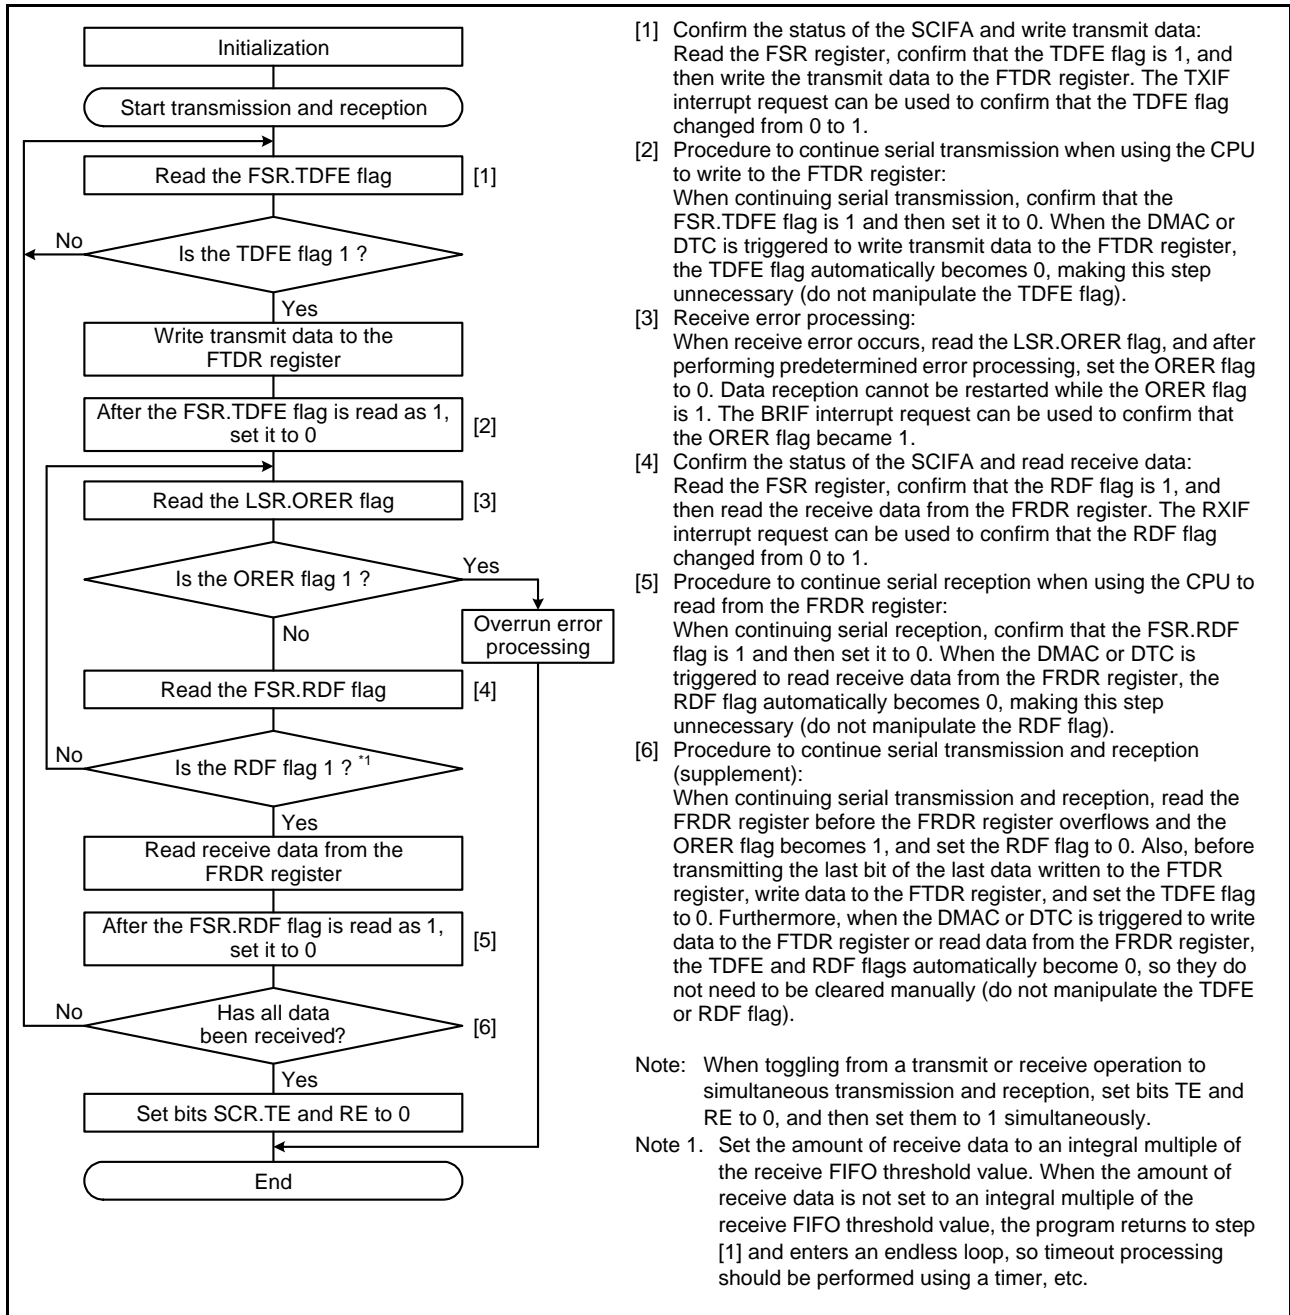 Initialization
Start transmission and reception
Read the FSR.TDFE flag
[1]
No
Is the TDFE flag 1 ?
Yes
Write transmit data to the
FTDR register
After the FSR.TDFE flag is read as 1,
set it to 0
[2]
Read the LSR.ORER flag
[3]
Is the ORER flag 1 ?
Yes
Overrun error
processing
No
Read the FSR.RDF flag
[4]
No
Is the RDF flag 1 ? *1
Yes
Read receive data from the
FRDR register
After the FSR.RDF flag is read as 1,
set it to 0
[5]
No
Has all data
been received?
[6]
Yes
Set bits SCR.TE and RE to 0
End
[1] Confirm the status of the SCIFA and write transmit data:
Read the FSR register, confirm that the TDFE flag is 1, and
then write the transmit data to the FTDR register. The TXIF
interrupt request can be used to confirm that the TDFE flag
changed from 0 to 1.
[2] Procedure to continue serial transmission when using the CPU
to write to the FTDR register:
When continuing serial transmission, confirm that the
FSR.TDFE flag is 1 and then set it to 0. When the DMAC or
DTC is triggered to write transmit data to the FTDR register,
the TDFE flag automatically becomes 0, making this step
unnecessary (do not manipulate the TDFE flag).
[3] Receive error processing:
When receive error occurs, read the LSR.ORER flag, and after
performing predetermined error processing, set the ORER flag
to 0. Data reception cannot be restarted while the ORER flag
is 1. The BRIF interrupt request can be used to confirm that
the ORER flag became 1.
[4] Confirm the status of the SCIFA and read receive data:
Read the FSR register, confirm that the RDF flag is 1, and
then read the receive data from the FRDR register. The RXIF
interrupt request can be used to confirm that the RDF flag
changed from 0 to 1.
[5] Procedure to continue serial reception when using the CPU to
read from the FRDR register:
When continuing serial reception, confirm that the FSR.RDF
flag is 1 and then set it to 0. When the DMAC or DTC is
triggered to read receive data from the FRDR register, the
RDF flag automatically becomes 0, making this step
unnecessary (do not manipulate the RDF flag).
[6] Procedure to continue serial transmission and reception
(supplement):
When continuing serial transmission and reception, read the
FRDR register before the FRDR register overflows and the
ORER flag becomes 1, and set the RDF flag to 0. Also, before
transmitting the last bit of the last data written to the FTDR
register, write data to the FTDR register, and set the TDFE flag
to 0. Furthermore, when the DMAC or DTC is triggered to write
data to the FTDR register or read data from the FRDR register,
the TDFE and RDF flags automatically become 0, so they do
not need to be cleared manually (do not manipulate the TDFE
or RDF flag).
Note: When toggling from a transmit or receive operation to
simultaneous transmission and reception, set bits TE and
RE to 0, and then set them to 1 simultaneously.
Note 1. Set the amount of receive data to an integral multiple of
the receive FIFO threshold value. When the amount of
receive data is not set to an integral multiple of the
receive FIFO threshold value, the program returns to step
[1] and enters an endless loop, so timeout processing
should be performed using a timer, etc.